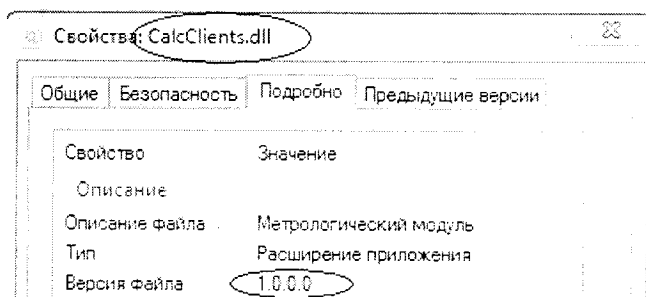 Свойства: CalcClients.dll
Общие Безопасность Подробно Предыдущие версии
Свойство Значение
Описание
Описание файла Метрологический модуль
Тип Расширение приложения
Версия файла 1.0.0.0